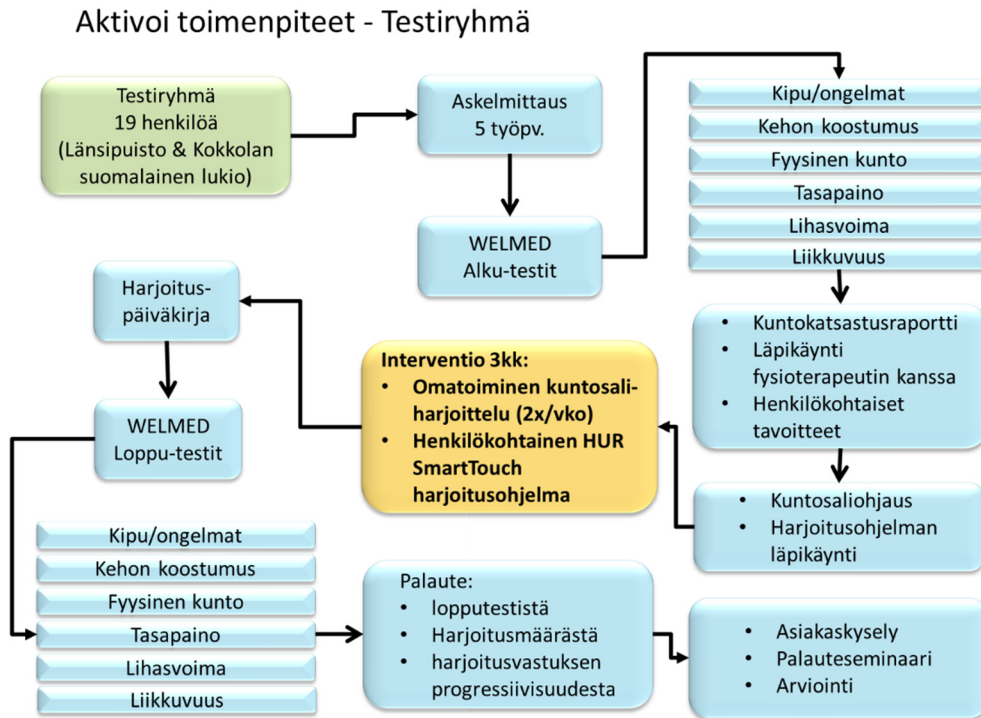 Aktivoi toimenpiteet - Testiryhmä
Testiryhmä
19 henkilöä
(Länsipuisto & Kokkolan
suomalainen lukio)
Askelmittaus
5 työpv.
WELMED
Alku-testit
Kipu/ongelmat
Kehon koostumus
Fyysinen kunto
Tasapaino
Lihasvoima
Liikkuvuus
• Kuntokatsastusraportti
• Läpikäynti
fysioterapeutin kanssa
• Henkilökohtaiset
tavoitteet
• Kuntosaliohjaus
• Harjoitusohjelman
läpikäynti
Interventio 3kk:
• Omatoiminen kuntosali-
harjoittelu (2x/vko)
• Henkilökohtainen HUR
SmartTouch
harjoitusohjelma
Harjoitus-
päiväkirja
WELMED
Loppu-testit
Kipu/ongelmat
Kehon koostumus
Fyysinen kunto
Tasapaino
Lihasvoima
Liikkuvuus
Palaute:
• lopputestistä
• Harjoitusmäärästä
• harjoitusvastuksen
progressiivisuudesta
• Asiakaskysely
• Palauteseminaari
• Arviointi